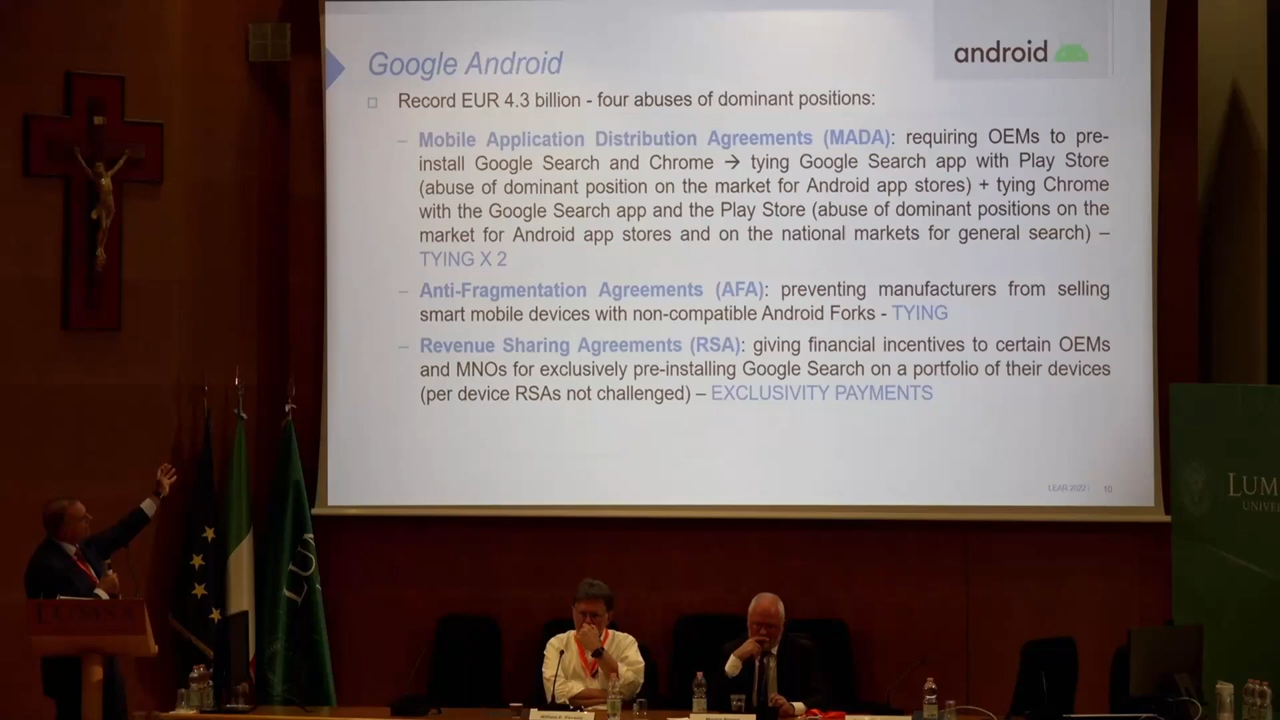 Google Android
android
Record EUR 4.3 billion - four abuses of dominant positions:
– Mobile Application Distribution Agreements (MADA): requiring OEMs to pre-
install Google Search and Chrome → tying Google Search app with Play Store
(abuse of dominant position on the market for Android app stores) + tying Chrome
with the Google Search app and the Play Store (abuse of dominant positions on the
market for Android app stores and on the national markets for general search) –
TYING X 2
– Anti-Fragmentation Agreements (AFA): preventing manufacturers from selling
smart mobile devices with non-compatible Android Forks - TYING
– Revenue Sharing Agreements (RSA): giving financial incentives to certain OEMs
and MNOs for exclusively pre-installing Google Search on a portfolio of their devices
(per device RSAs not challenged) – EXCLUSIVITY PAYMENTS
LEAR 2022 | 10
LUM
UNIVE
LUMSA
LU